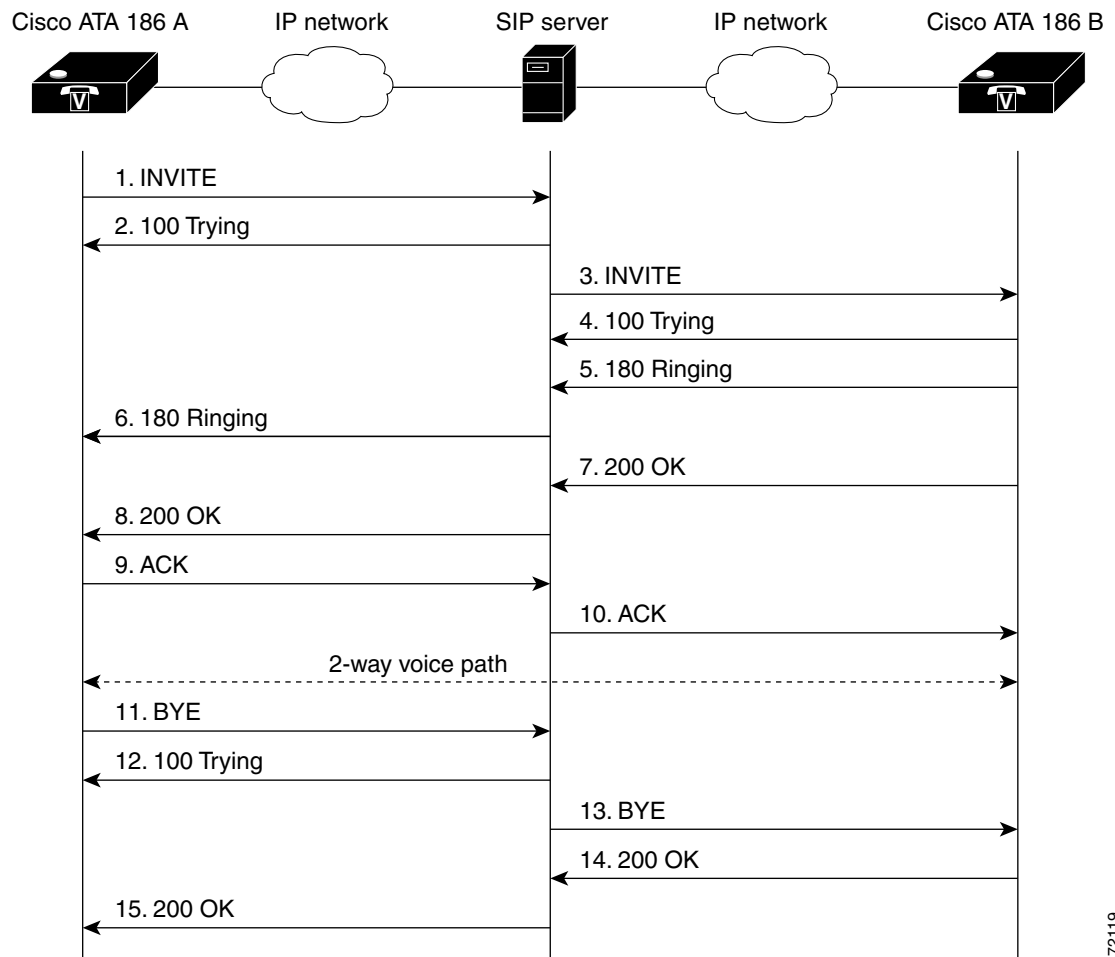 Cisco ATA 186 A
IP network
SIP server
IP network
Cisco ATA 186 B
V
V
1. INVITE
2. 100 Trying
3. INVITE
4. 100 Trying
5. 180 Ringing
6. 180 Ringing
7. 200 OK
8. 200 OK
9. ACK
10. ACK
2-way voice path
11. BYE
12. 100 Trying
13. BYE
14. 200 OK
15. 200 OK
72119